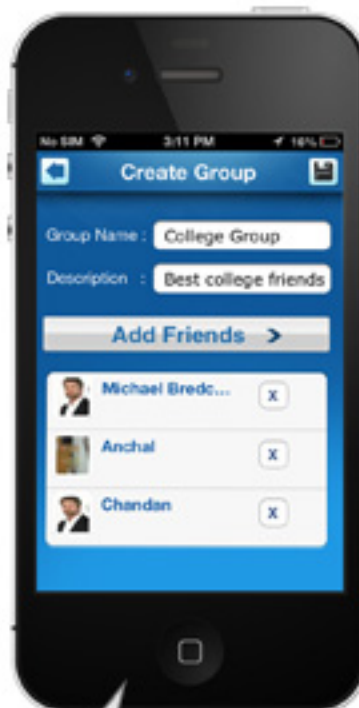 No SIM 3:11 PM 16%
Create Group
Group Name : College Group
Description : Best college friends
Add Friends >
Michael Bredc... x
Anchal x
Chandan x